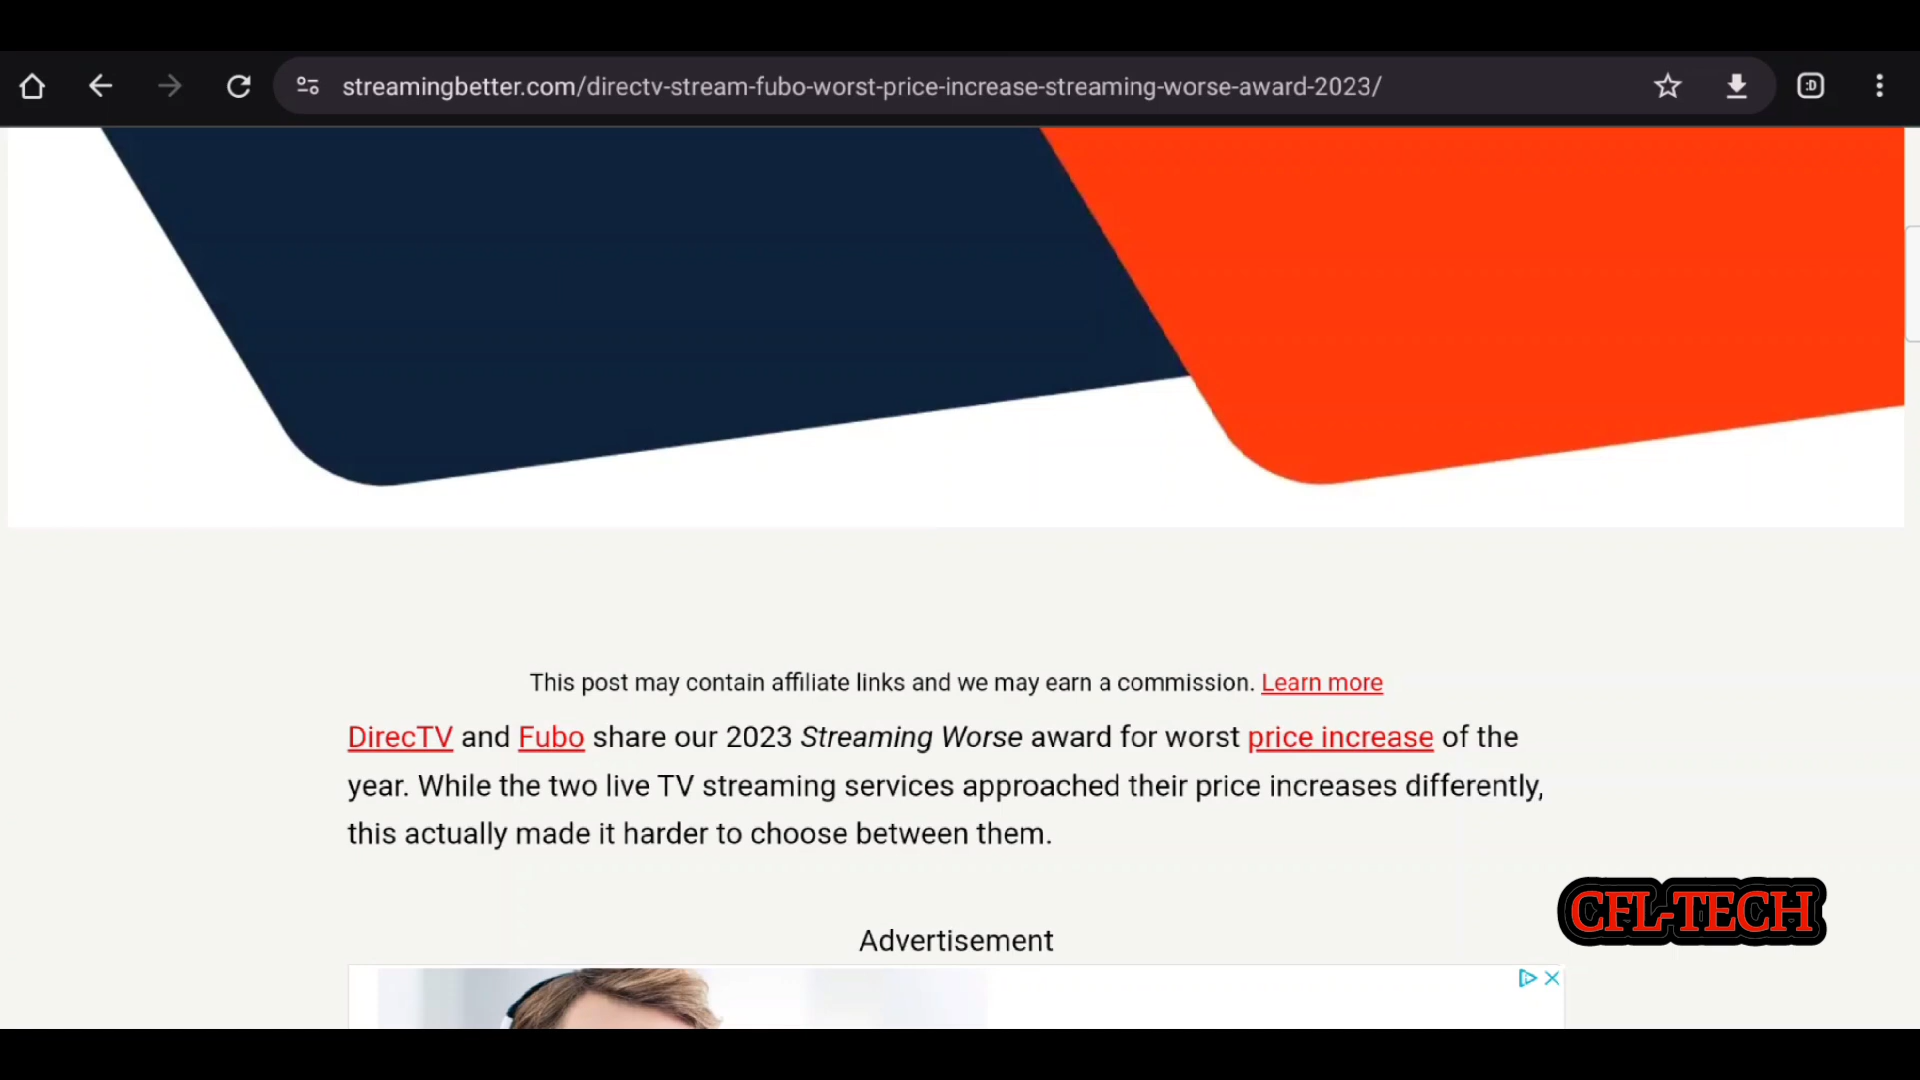 streamingbetter.com/directv-stream-fubo-worst-price-increase-streaming-worse-award-2023/
:D
This post may contain affiliate links and we may earn a commission. Learn more
DirecTV and Fubo share our 2023 Streaming Worse award for worst price increase of the
year. While the two live TV streaming services approached their price increases differently,
this actually made it harder to choose between them.
CFL-TECH
Advertisement